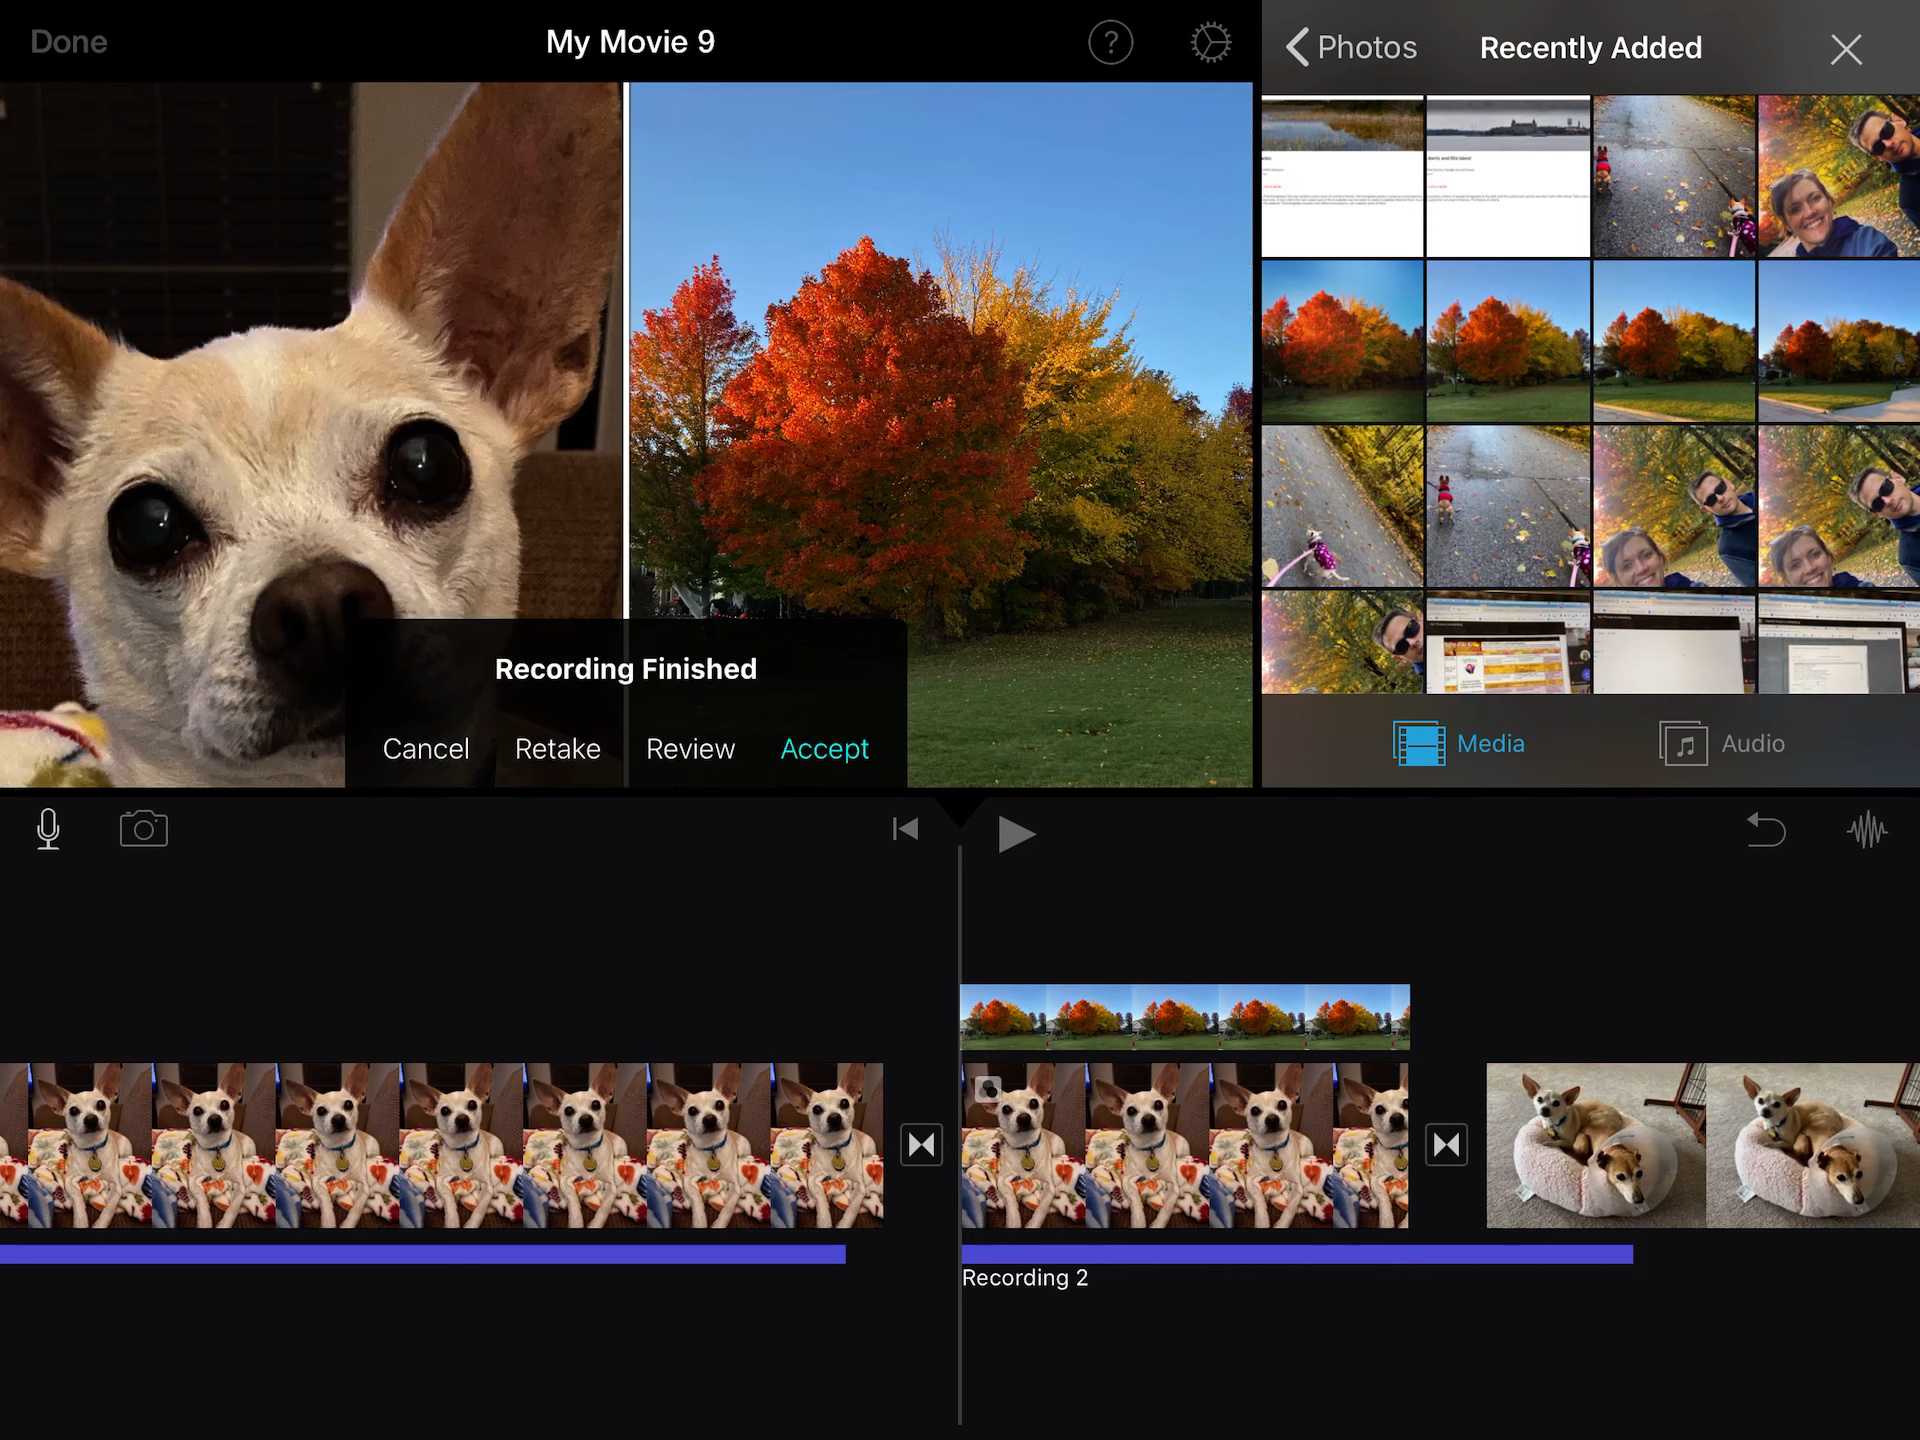 Done
My Movie 9
?
Photos
Recently Added
Recording Finished
Cancel
Retake
Review
Accept
Media
Audio
Recording 2